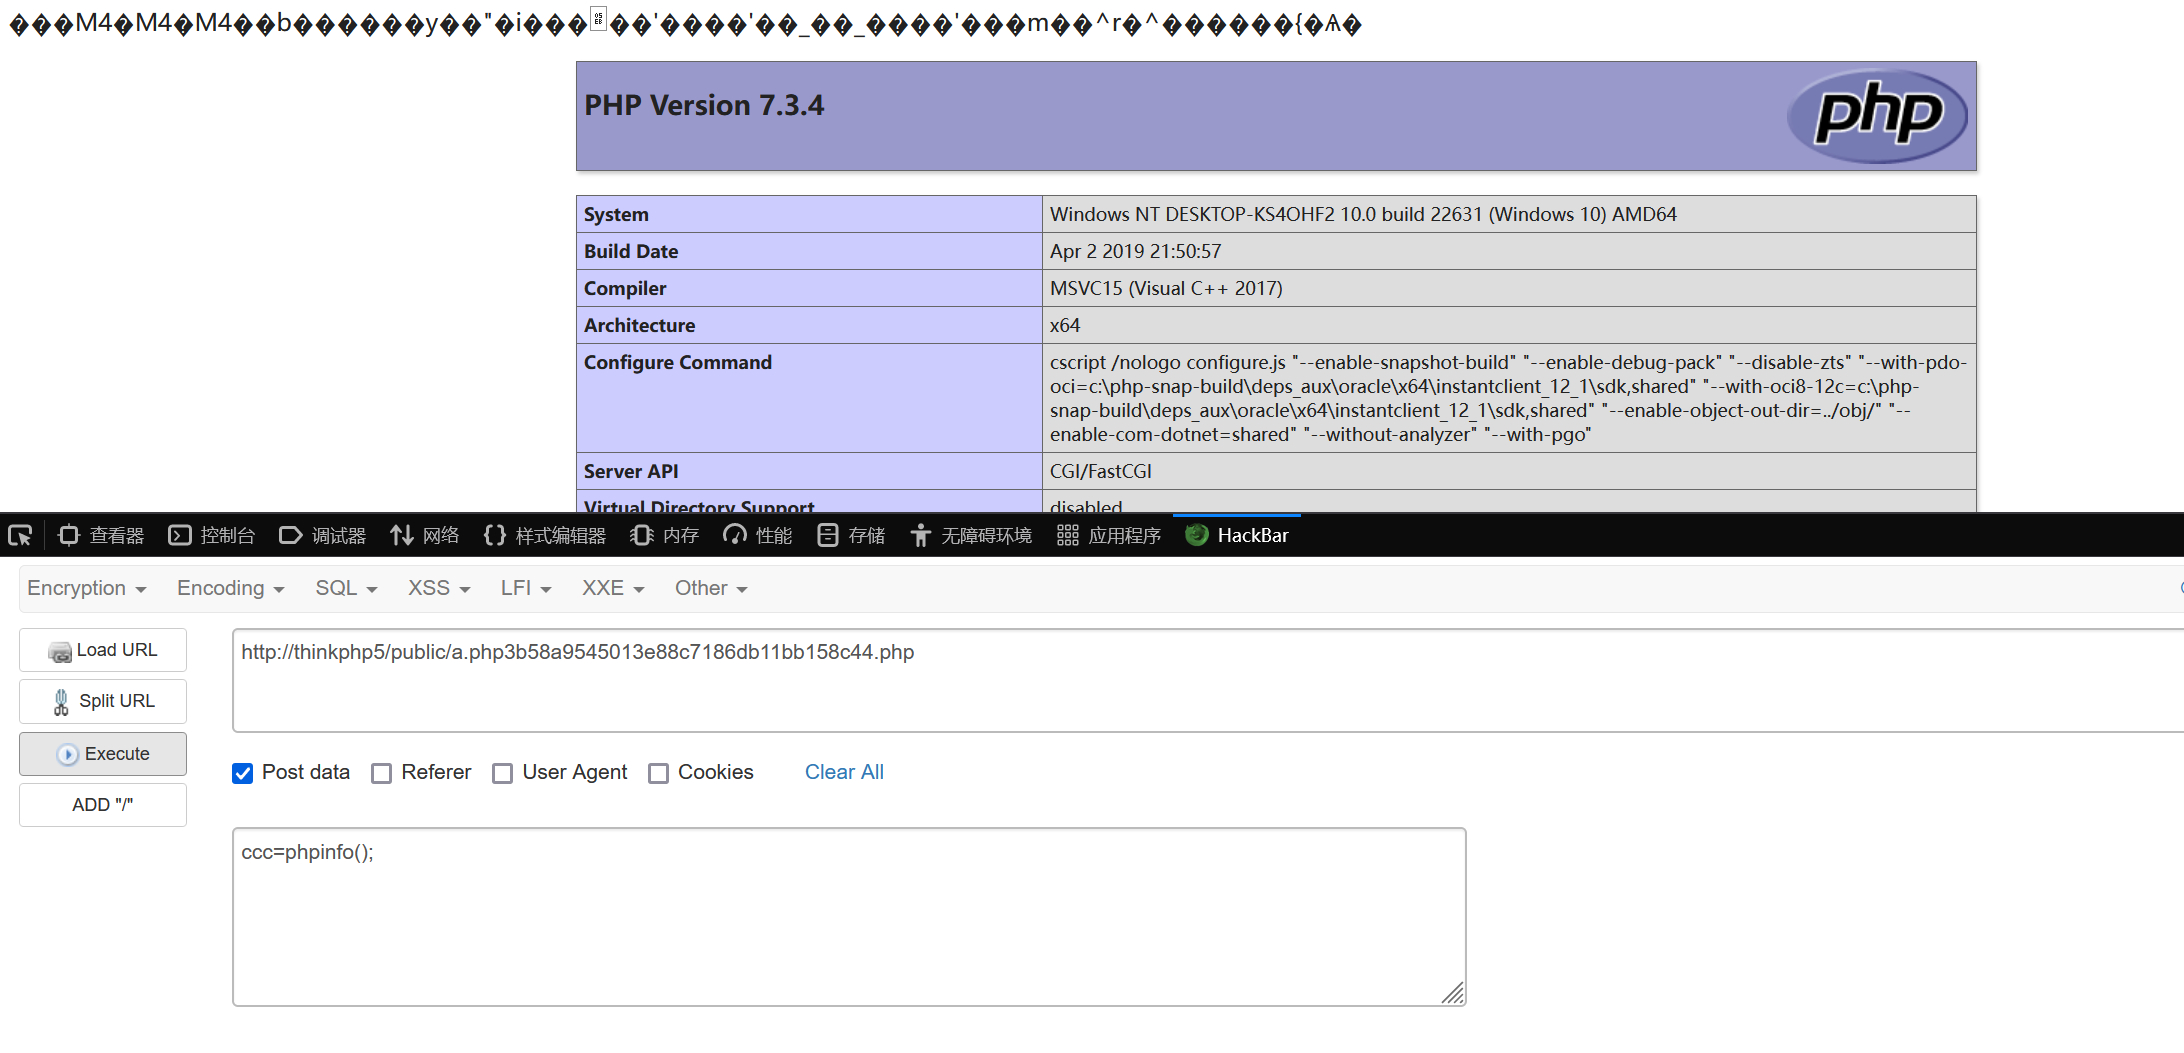 ���M4�M4�M4��b������y��"�i�����'����'��_��_����'���m��^r�^������{�Ѧ�
PHP Version 7.3.4
php
System Windows NT DESKTOP-KS4OHF2 10.0 build 22631 (Windows 10) AMD64
Build Date Apr 2 2019 21:50:57
Compiler MSVC15 (Visual C++ 2017)
Architecture x64
Configure Command cscript /nologo configure.js "--enable-snapshot-build" "--enable-debug-pack" "--disable-zts" "--with-pdo-
oci=c:\php-snap-build\deps_aux\oracle\x64\instantclient_12_1\sdk,shared" "--with-oci8-12c=c:\php-
snap-build\deps_aux\oracle\x64\instantclient_12_1\sdk,shared" "--enable-object-out-dir=../obj/" "--
enable-com-dotnet=shared" "--without-analyzer" "--with-pgo"
Server API CGI/FastCGI
Virtual Directory Support disabled
查看器 控制台 调试器 网络 样式编辑器 内存 性能 存储 无障碍环境 应用程序 HackBar
Encryption Encoding SQL XSS LFI XXE Other
Load URL
http://thinkphp5/public/a.php3b58a9545013e88c7186db11bb158c44.php
Split URL
Execute
Post data Referer User Agent Cookies Clear All
ADD "/"
ccc=phpinfo();